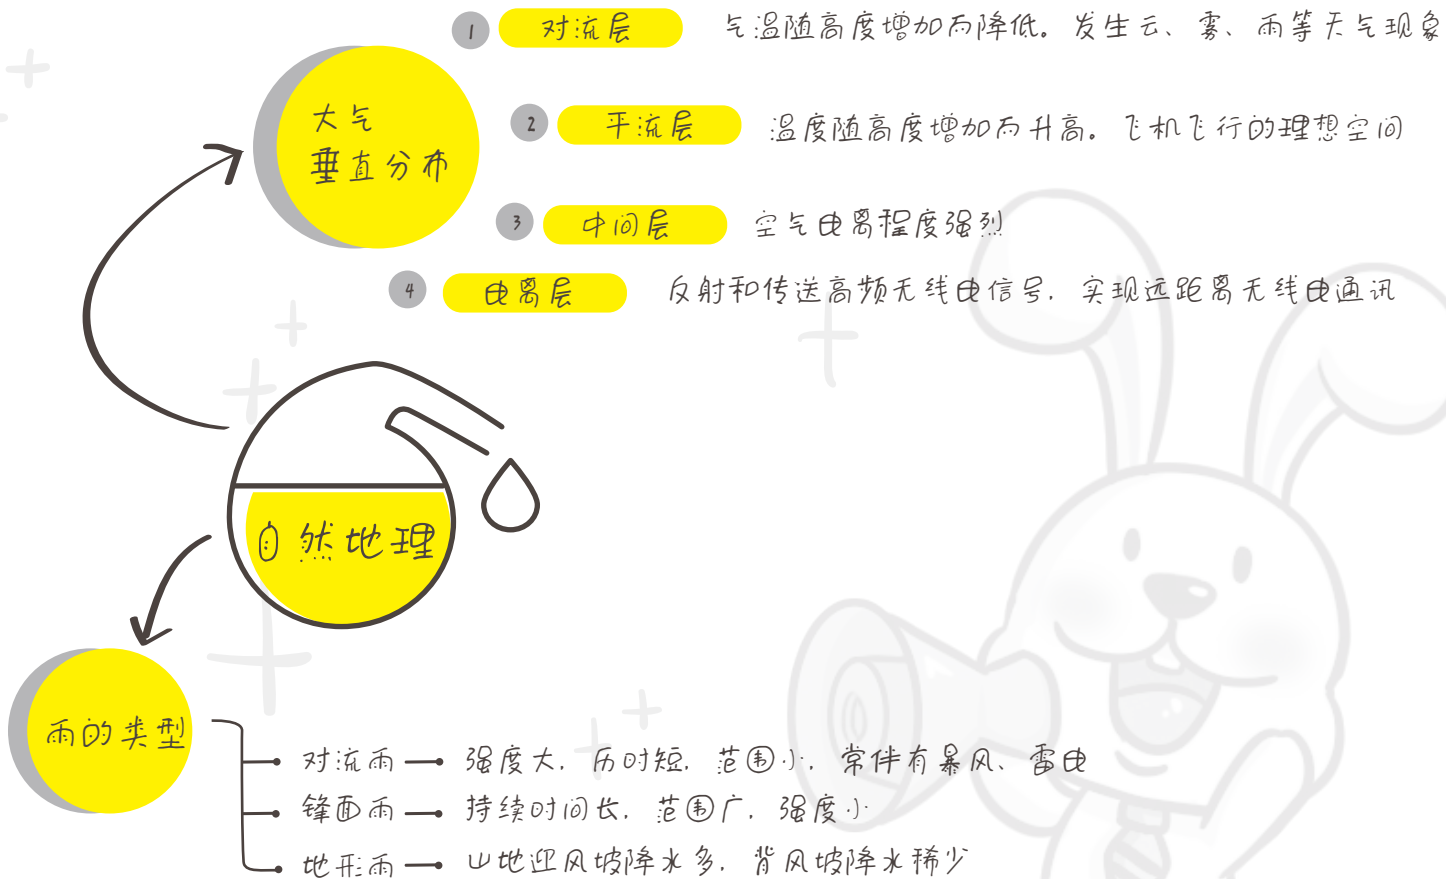 1 对流层 气温随高度增加而降低。发生云、雾、雨等天气现象
大气
垂直分布
2 平流层 温度随高度增加而升高。飞机飞行的理想空间
3 中间层 空气电离程度强烈
4 电离层 反射和传送高频无线电信号，实现远距离无线电通讯
自然地理
雨的类型
对流雨 强度大，历时短，范围小，常伴有暴风、雷电
锋面雨 持续时间长，范围广，强度小
地形雨 山地迎风坡降水多，背风坡降水稀少